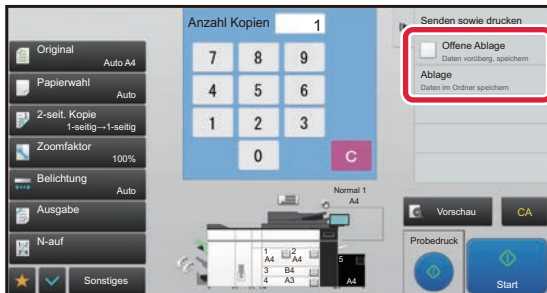 Anzahl Kopien 1
Senden sowie drucken
Offene Ablage
Daten vorüberg. speichern
Ablage
Daten im Ordner speichern
Original
Auto A4
Papierwahl
Auto
2-seit. Kopie
1-seitig→1-seitig
Zoomfaktor
100%
Belichtung
Auto
Ausgabe
N-auf
Sonstiges
7 8 9
4 5 6
1 2 3
0 C
Normal 1
A4
1 A4 2 A4
3 B4
4 A3
5 A4
Vorschau CA
Probedruck
Start